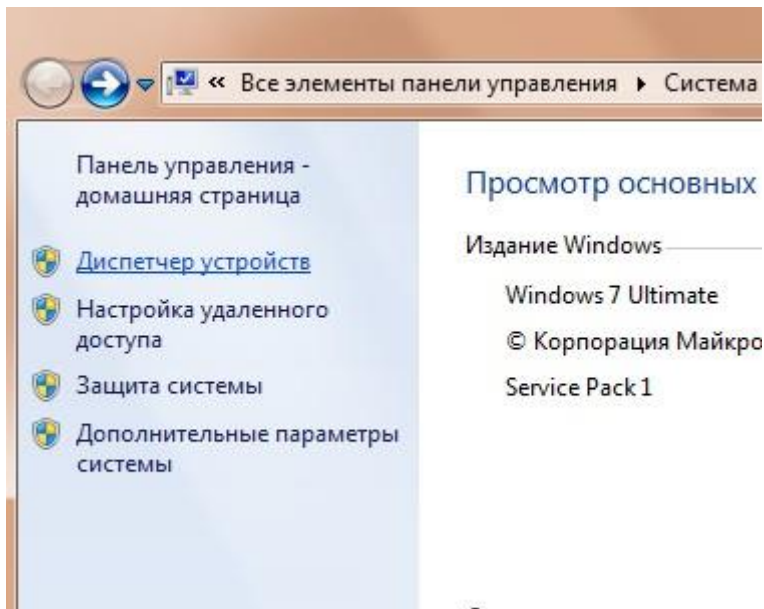 « Все элементы панели управления ▸ Система
Панель управления -
домашняя страница
Диспетчер устройств
Настройка удаленного
доступа
Защита системы
Дополнительные параметры
системы
Просмотр основных
Издание Windows
Windows 7 Ultimate
© Корпорация Майкро
Service Pack 1